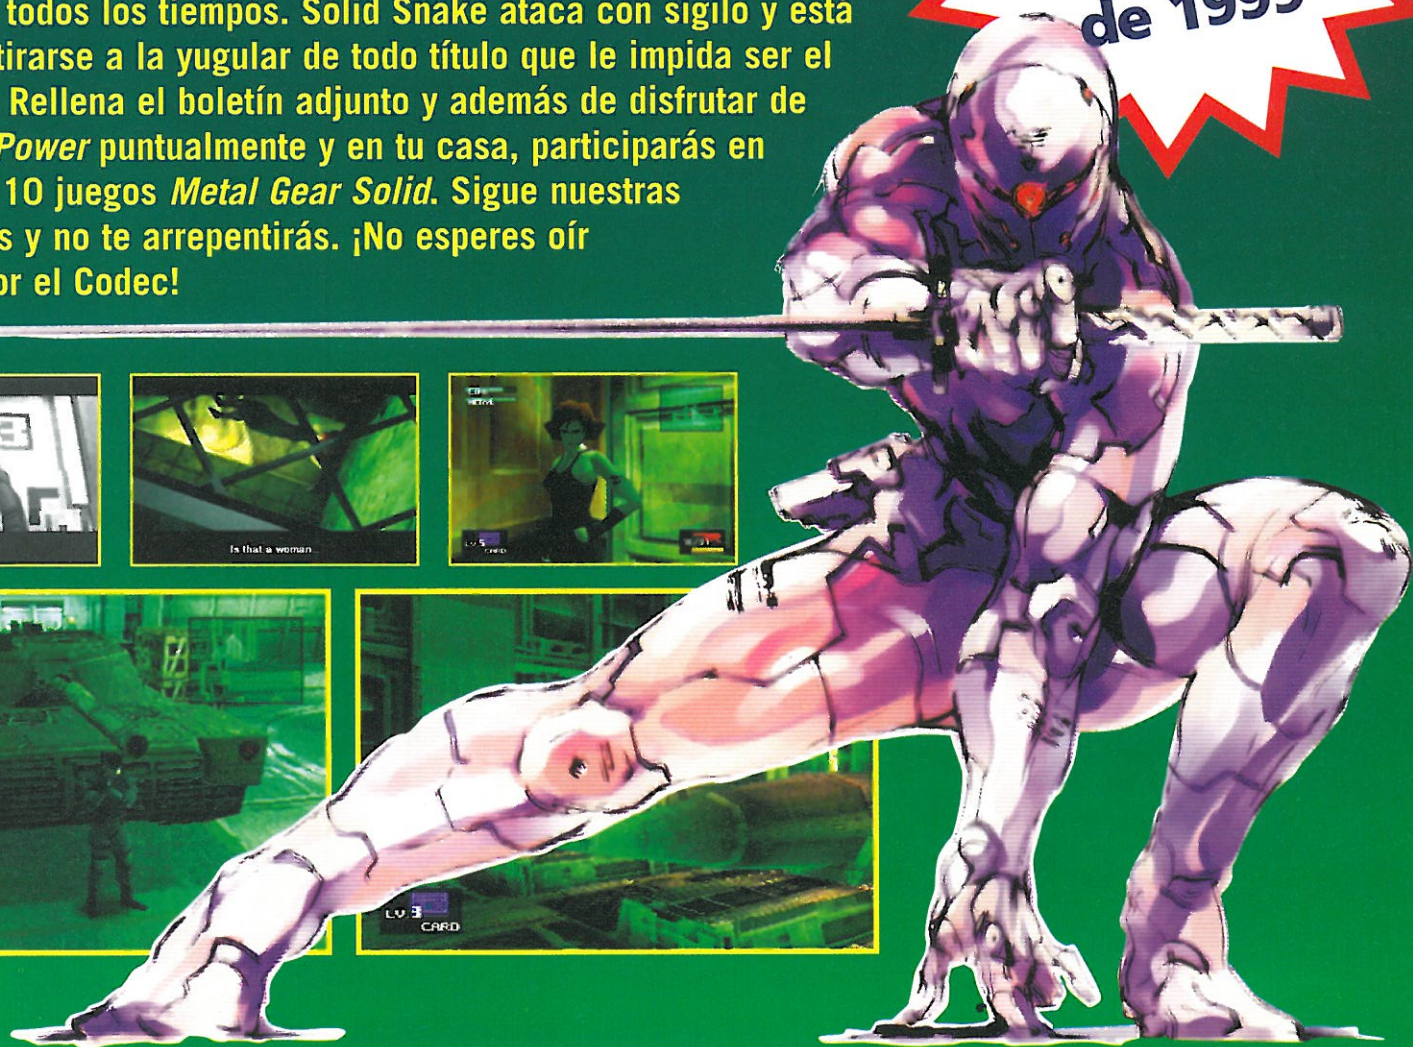 todos los tiempos. Solid Snake ataca con sigilo y está
tirarse a la yugular de todo título que le impida ser el
Rellena el boletín adjunto y además de disfrutar de
Power puntualmente y en tu casa, participarás en
10 juegos Metal Gear Solid. Sigue nuestras
s y no te arrepentirás. ¡No esperes oír
or el Codec!
de 1999
3
Is that a woman
LV.5
CARD
LV.3
CARD